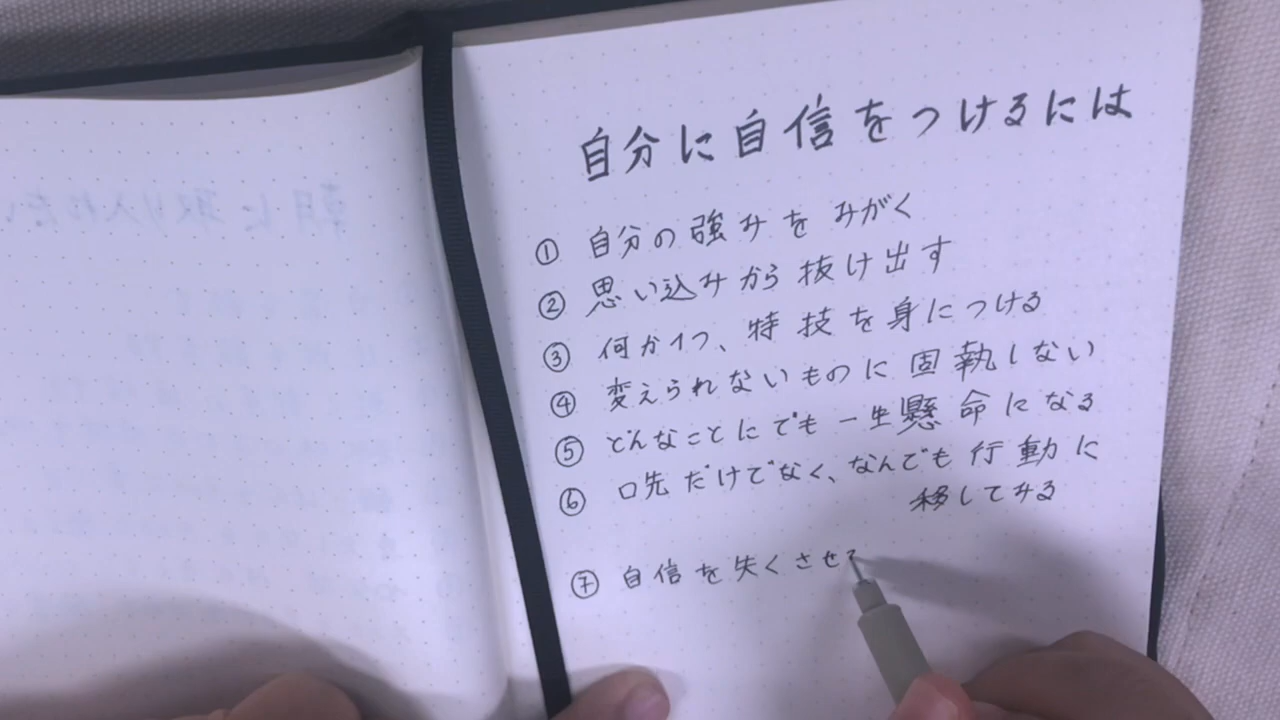 自分に自信をつけるには
① 自分の強みをみがく
② 思い込みから抜け出す
③ 何か1つ、特技を身につける
④ 変えられないものに固執しない
⑤ どんなことにでも一生懸命になる
⑥ 口先だけでなく、なんでも行動に
移してみる
⑦ 自信を失くさせ